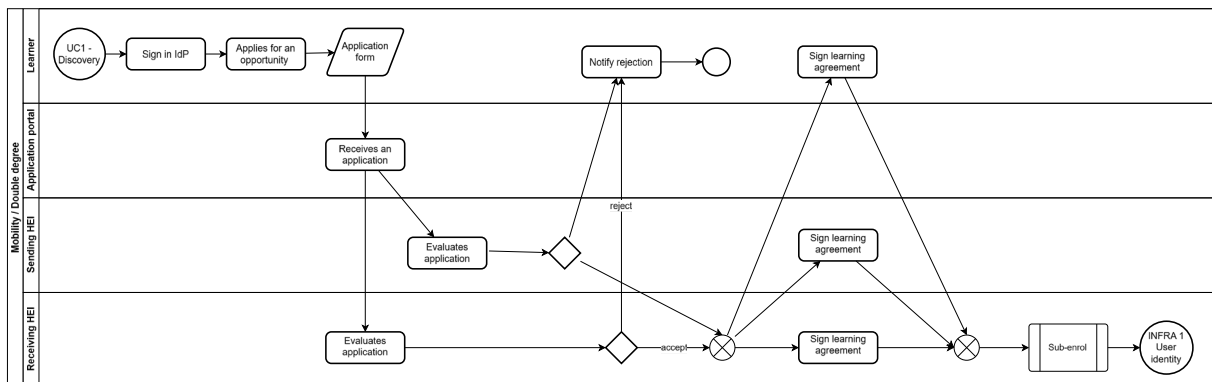 Mobility / Double degree
Learner
UC1 -
Discovery
Sign in IdP
Applies for an
opportunity
Application
form
Notify rejection
Sign learning
agreement
Application portal
Receives an
application
reject
Sending HEI
Evaluates
application
Sign learning
agreement
Receiving HEI
Evaluates
application
accept
Sign learning
agreement
Sub-enrol
INFRA 1
User
identity